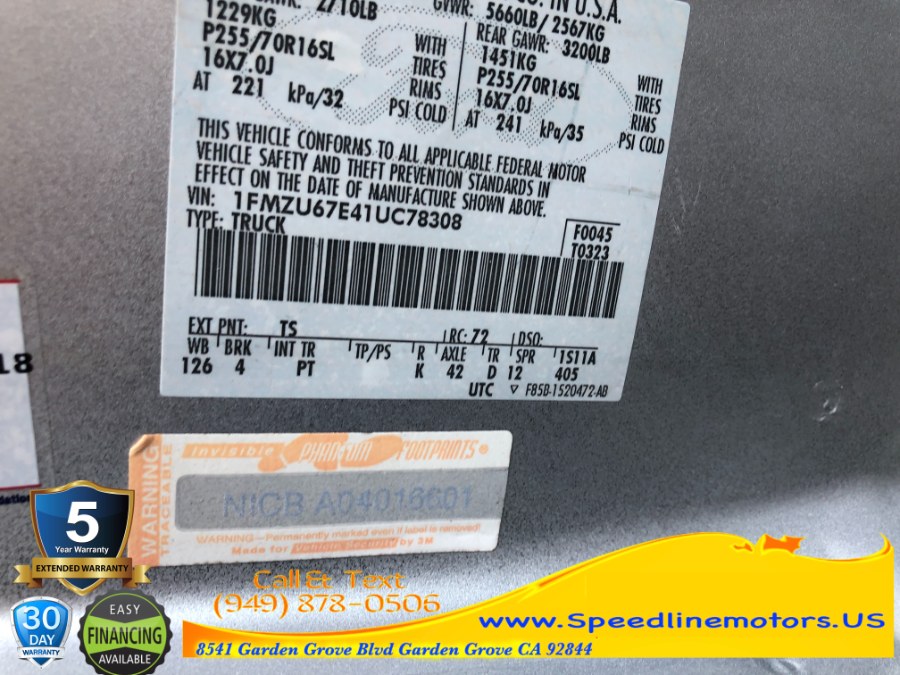 2710LB
1229KG
P255/70R16SL WITH TIRES
16X7.0J RIMS
AT 221 kPa/32 PSI COLD
IN U.S.A.
GVWR: 5660LB/2567KG
REAR GAWR: 3200LB
1451KG WITH
P255/70R16SL TIRES
16X7.0J RIMS
AT 241 kPa/35 PSI COLD
THIS VEHICLE CONFORMS TO ALL APPLICABLE FEDERAL MOTOR
VEHICLE SAFETY AND THEFT PREVENTION STANDARDS IN
EFFECT ON THE DATE OF MANUFACTURE SHOWN ABOVE.
VIN: 1FMZU67E41UC78308
TYPE: TRUCK
F0045
T0323
EXT PNT: TS RC: 72 DSO:
WB BRK INT TR TP/PS R AXLE TR SPR 1S11A
126 4 PT K 42 D 12 405
UTC ▽ F85B-1520472-AB
18
WARNING
TRACEABLE
Invisible PHANTOM FOOTPRINTS®
NICB A04016601
WARNING—Permanently marked even if label is removed!
Made for Vehicle Security by 3M
5
Year Warranty
EXTENDED WARRANTY
30
DAY
WARRANTY
EASY
FINANCING
AVAILABLE
Call Et Text
(949) 878-0506
www.Speedlinemotors.US
8541 Garden Grove Blvd Garden Grove CA 92844